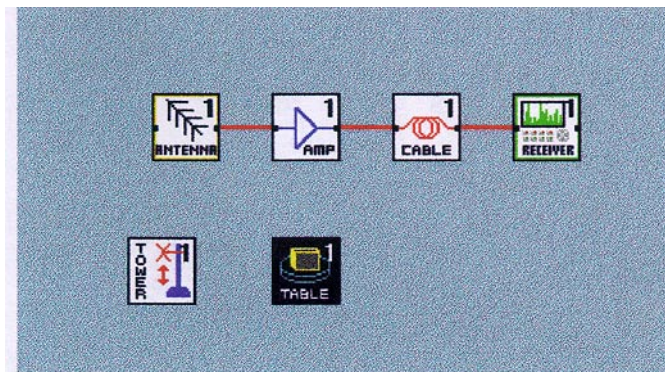 1
ANTENNA
1
AMP
1
CABLE
1
RECEIVER
1
TOWER
1
TABLE